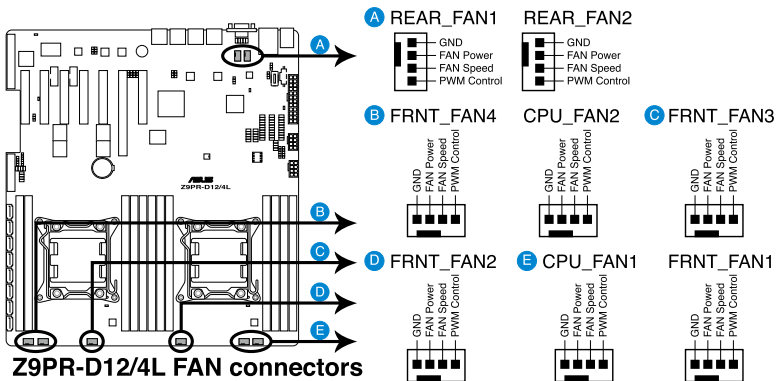 A REAR_FAN1
REAR_FAN2
GND
FAN Power
FAN Speed
PWM Control
GND
FAN Power
FAN Speed
PWM Control
A
B FRNT_FAN4
CPU_FAN2
C FRNT_FAN3
GND
FAN Power
FAN Speed
PWM Control
GND
FAN Power
FAN Speed
PWM Control
GND
FAN Power
FAN Speed
PWM Control
ASUS
Z9PR-D12/4L
B
C
D
E
D FRNT_FAN2
E CPU_FAN1
FRNT_FAN1
GND
FAN Power
FAN Speed
PWM Control
GND
FAN Power
FAN Speed
PWM Control
GND
FAN Power
FAN Speed
PWM Control
Z9PR-D12/4L FAN connectors